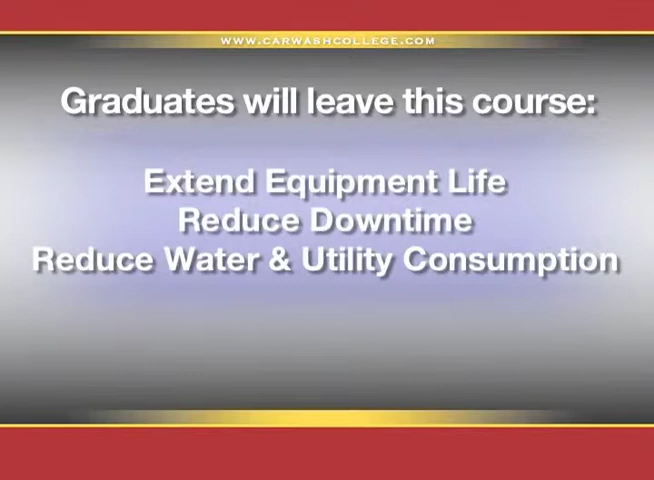 WWW.CARWASHCOLLEGE.COM
Graduates will leave this course:
Extend Equipment Life
Reduce Downtime
Reduce Water & Utility Consumption